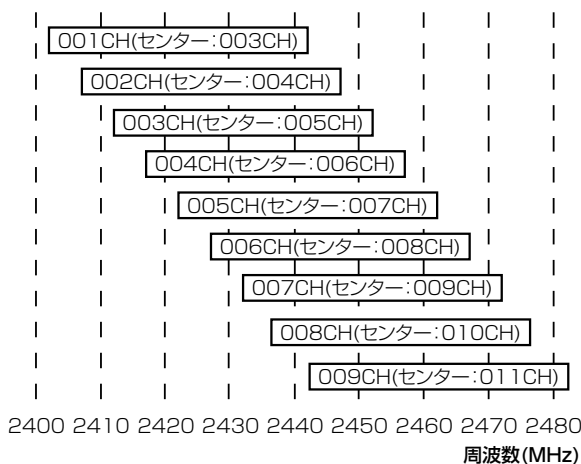 001CH(センター:003CH)
002CH(センター:004CH)
003CH(センター:005CH)
004CH(センター:006CH)
005CH(センター:007CH)
006CH(センター:008CH)
007CH(センター:009CH)
008CH(センター:010CH)
009CH(センター:011CH)
2400 2410 2420 2430 2440 2450 2460 2470 2480
周波数(MHz)